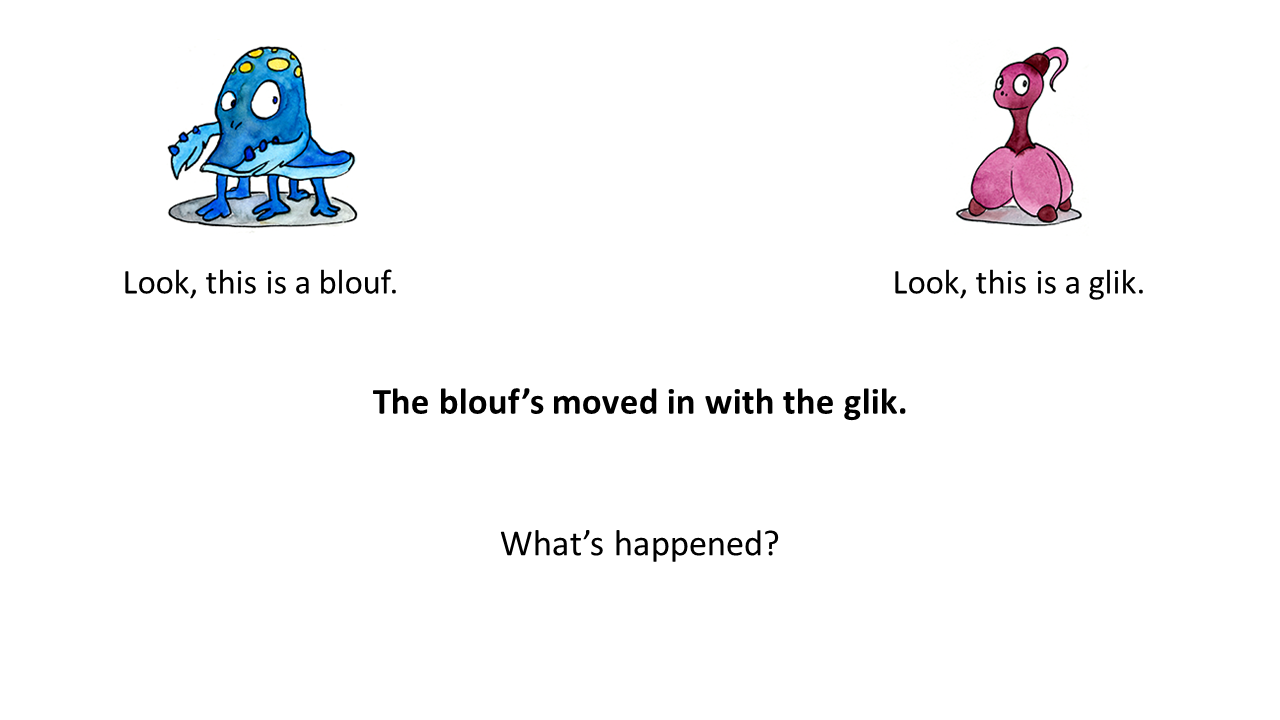 Look, this is a blouf.
Look, this is a glik.
The blouf’s moved in with the glik.
What’s happened?